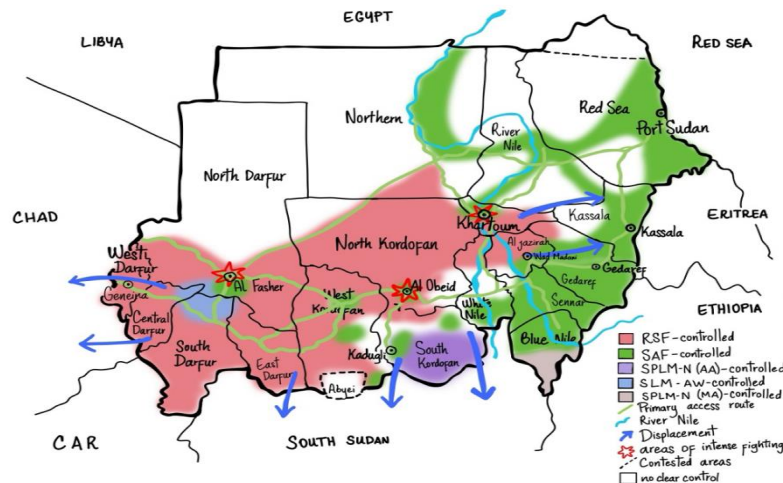 EGYPT
LIBYA
RED SEA
Northern
River
Nile
Red Sea
Port Sudan
North Darfur
CHAD
Khartoum
Kassala
ERITREA
Kassala
North Kordofan
Al jazirah
Wad Madani
West
Darfur
Geneina
AL Fasher
Al Obeid
West
Kordofan
White
Nile
Gedaref
Gedaref
Sennar
ETHIOPIA
Central
Darfur
South
Darfur
East
Darfur
Kadugli
South
Kordofan
Blue Nile
Abyei
CAR
SOUTH SUDAN
RSF-controlled
SAF-controlled
SPLM-N (AA)-controlled
SLM-AW-controlled
SPLM-N (MA)-controlled
Primary access route
River Nile
Displacement
areas of intense fighting
Contested areas
no clear control